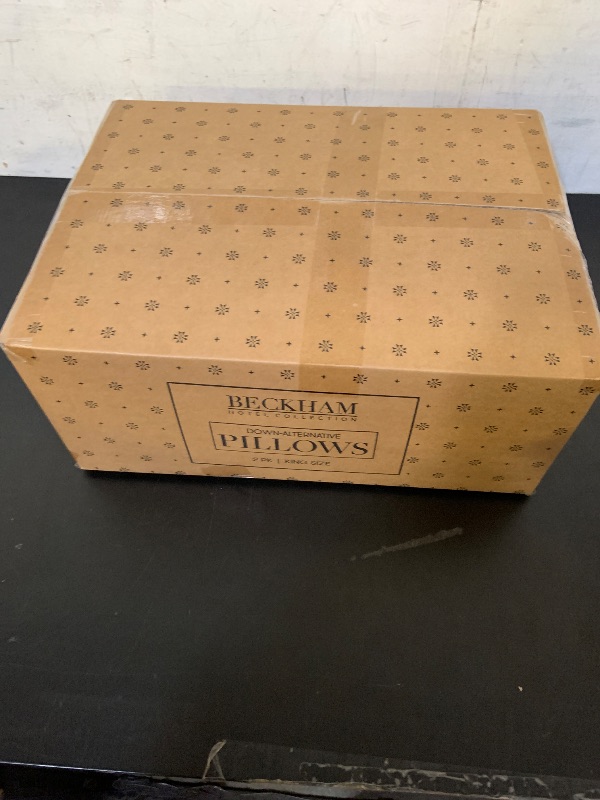 BECKHAM
HOTEL COLLECTION
DOWN-ALTERNATIVE
PILLOWS
2 PK | KING SIZE